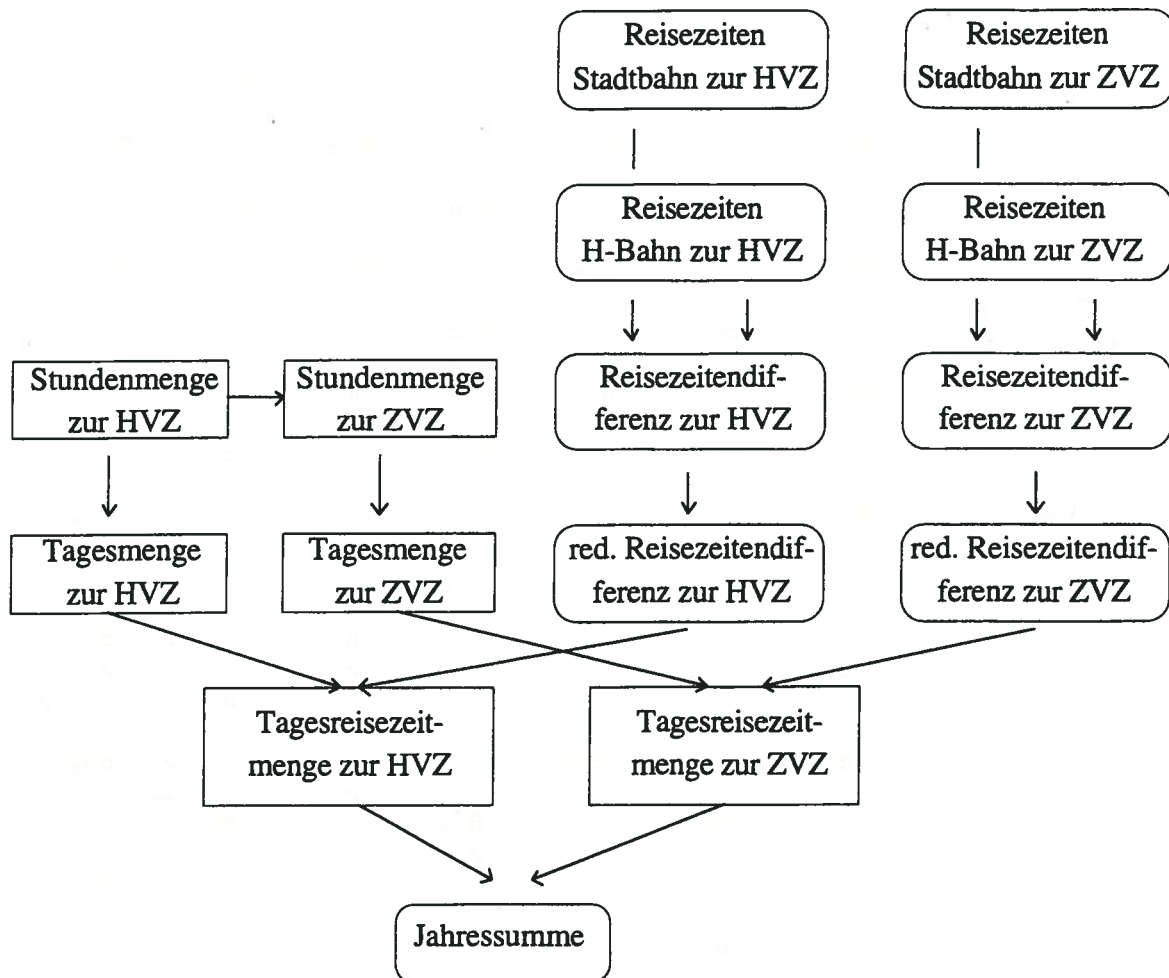 Reisezeiten
Stadtbahn zur HVZ
Reisezeiten
Stadtbahn zur ZVZ
Reisezeiten
H-Bahn zur HVZ
Reisezeiten
H-Bahn zur ZVZ
Stundenmenge
zur HVZ
Stundenmenge
zur ZVZ
Reisezeitendif-
ferenz zur HVZ
Reisezeitendif-
ferenz zur ZVZ
Tagesmenge
zur HVZ
Tagesmenge
zur ZVZ
red. Reisezeitendif-
ferenz zur HVZ
red. Reisezeitendif-
ferenz zur ZVZ
Tagesreisezeit-
menge zur HVZ
Tagesreisezeit-
menge zur ZVZ
Jahressumme